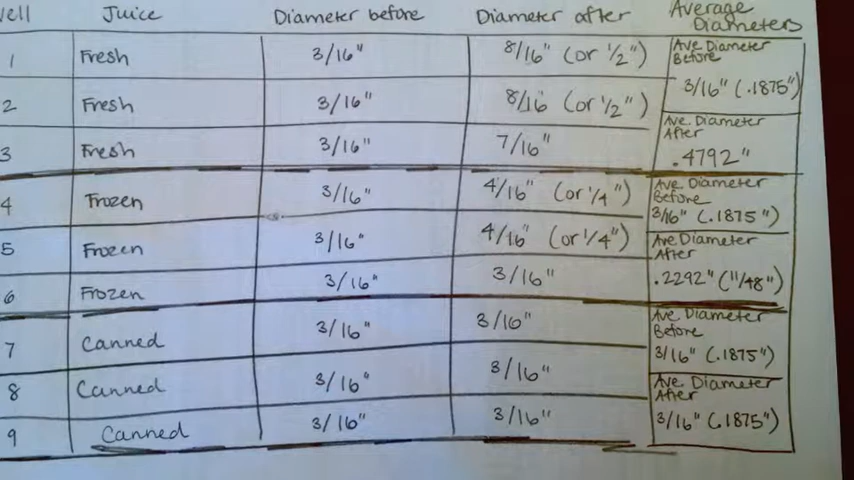 Juice Diameter before Diameter after Average Diameters
1 Fresh 3/16" 8/16" (or 1/2") Ave Diameter Before 3/16" (.1875")
2 Fresh 3/16" 8/16 (or 1/2")
3 Fresh 3/16" 7/16" Ave. Diameter After .4792"
4 Frozen 3/16" 4/16" (or 1/4") Ave Diameter Before 3/16" (.1875")
5 Frozen 3/16" 4/16" (or 1/4") Ave Diameter After
6 Frozen 3/16" 3/16" .2292" (11/48")
7 Canned 3/16" 3/16" Ave Diameter Before 3/16" (.1875")
8 Canned 3/16" 3/16" Ave Diameter After
9 Canned 3/16" 3/16" 3/16" (.1875")